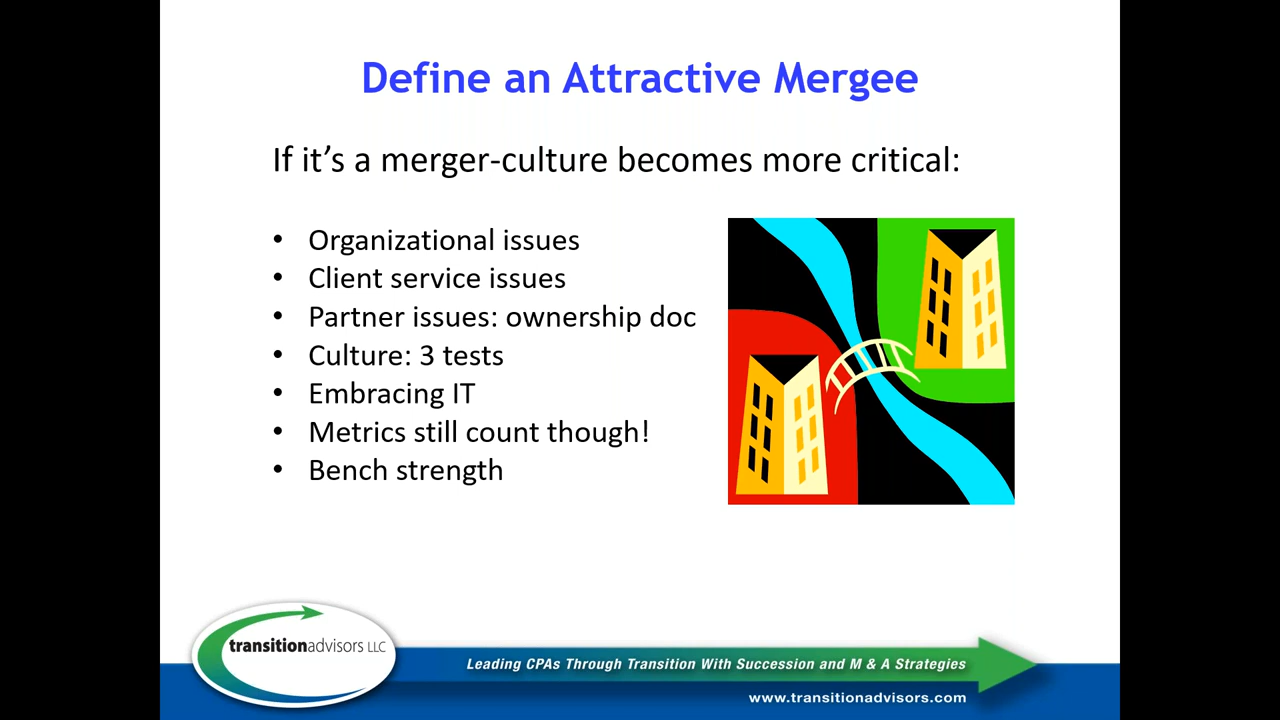 Define an Attractive Mergee
If it's a merger-culture becomes more critical:
• Organizational issues
• Client service issues
• Partner issues: ownership doc
• Culture: 3 tests
• Embracing IT
• Metrics still count though!
• Bench strength
transitionadvisors LLC
Leading CPAs Through Transition With Succession and M & A Strategies
www.transitionadvisors.com